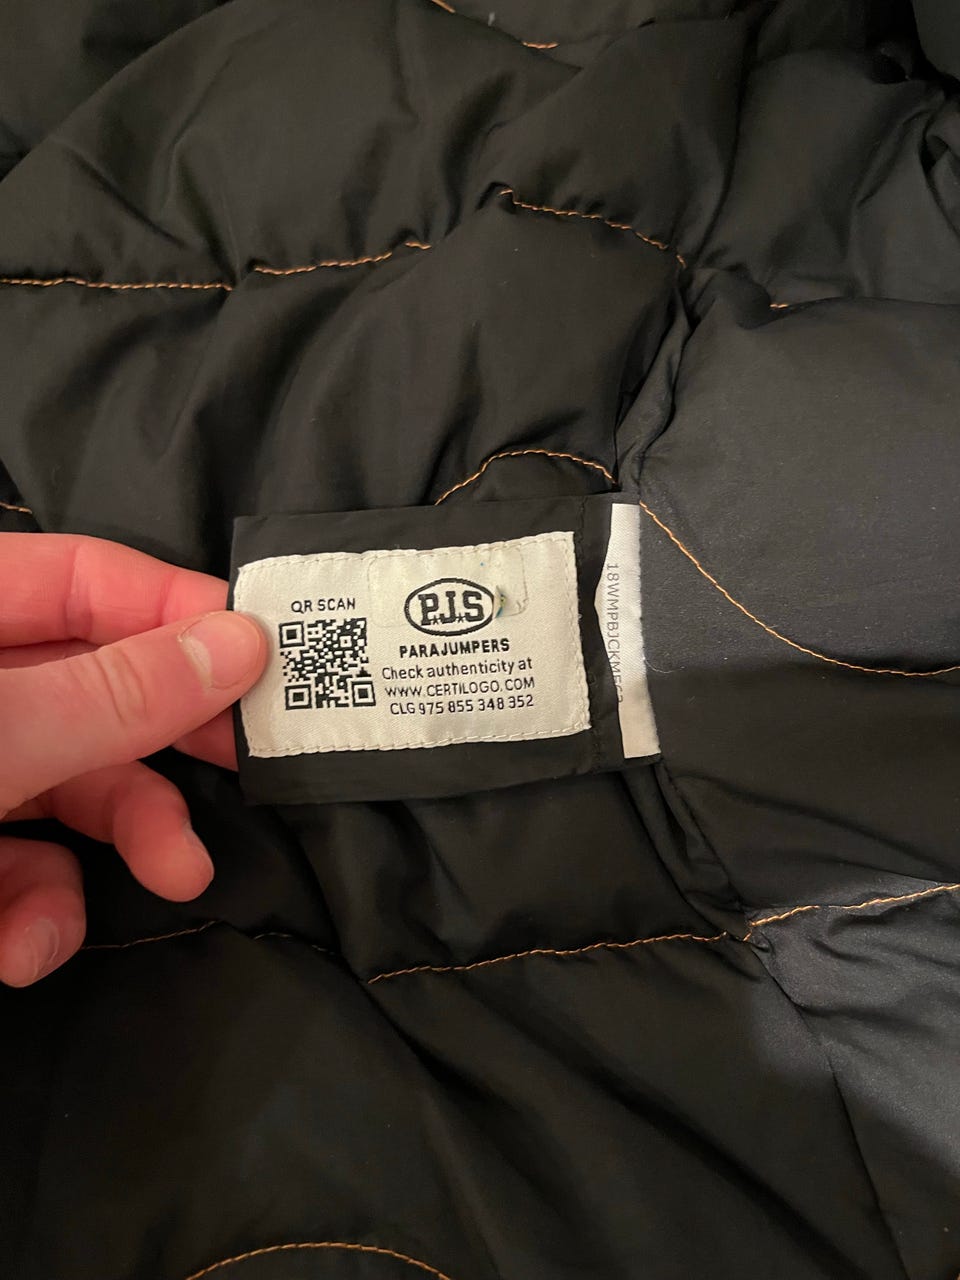 QR SCAN
P.J.S
PARAJUMPERS
Check authenticity at
WWW.CERTILOGO.COM
CLG 975 855 348 352